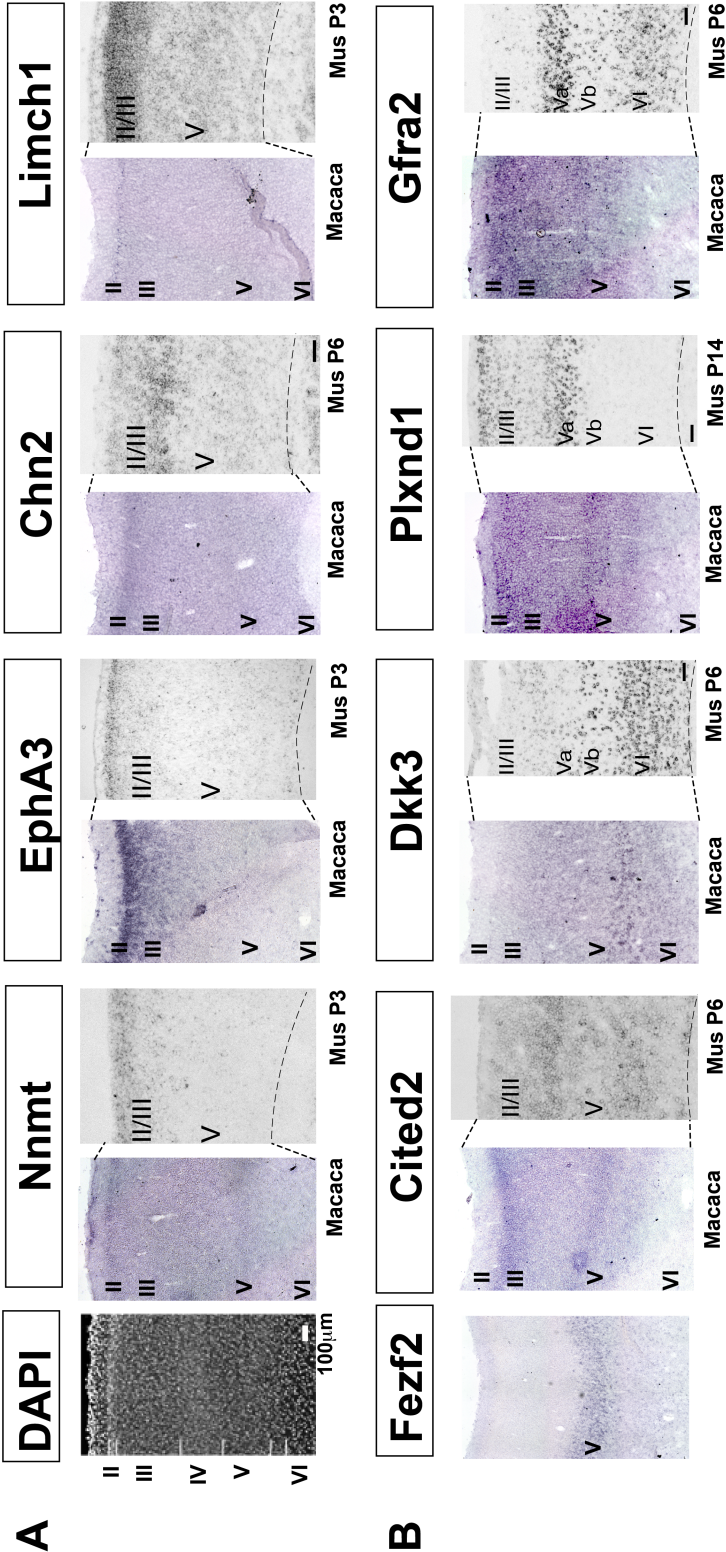 A
DAPI
II
III
IV
V
VI
100µm
Nnmt
II
III
V
VI
Macaca
II/III
V
Mus P3
EphA3
II
III
V
VI
Macaca
II/III
V
Mus P3
Chn2
II
III
V
VI
Macaca
II/III
V
Mus P6
Limch1
II
III
V
VI
Macaca
II/III
V
Mus P3
B
Fezf2
V
Cited2
II
III
V
VI
Macaca
II/III
V
Mus P6
Dkk3
II
III
V
VI
Macaca
II/III
Va
Vb
VI
Mus P6
Plxnd1
II
III
V
VI
Macaca
II/III
Va
Vb
VI
Mus P14
Gfra2
II
III
V
VI
Macaca
II/III
Va
Vb
VI
Mus P6